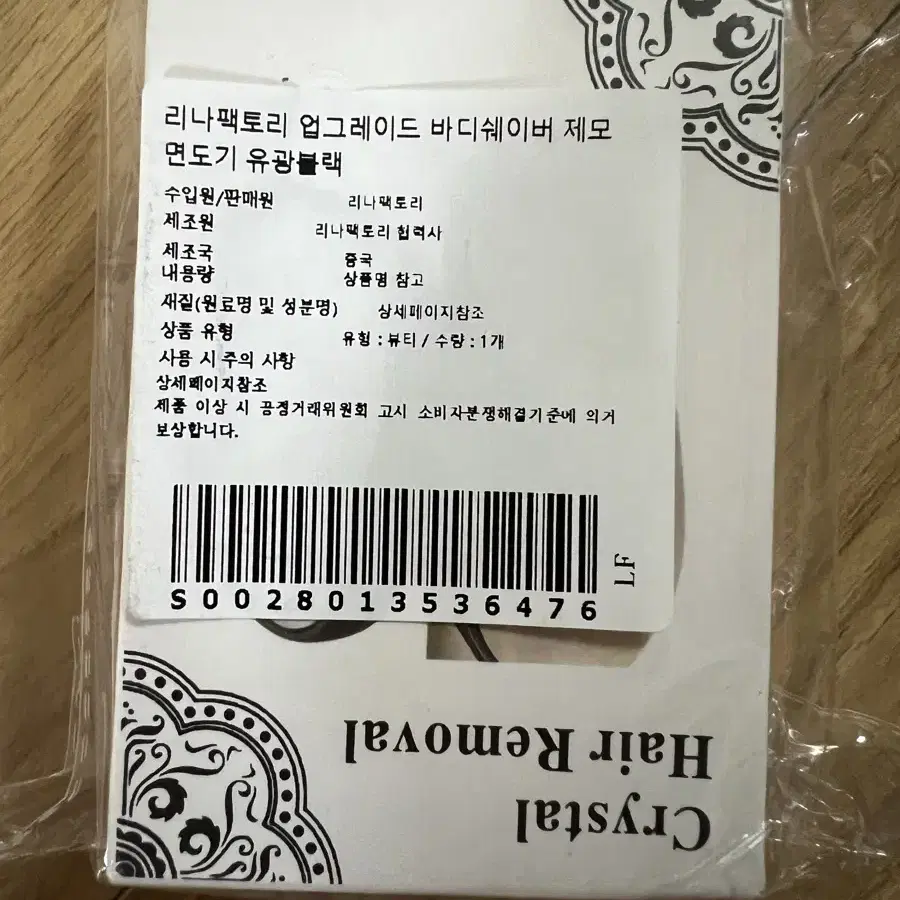 리나팩토리 업그레이드 바디쉐이버 제모
면도기 유광블랙
수입원/판매원 리나팩토리
제조원 리나팩토리 협력사
제조국 중국
내용량 상품명 참고
재질(원료명 및 성분명) 상세페이지참조
상품 유형 유형 : 뷰티 / 수량 : 1개
사용 시 주의 사항
상세페이지참조
제품 이상 시 공정거래위원회 고시 소비자분쟁해결기준에 의거
보상합니다.
LF
S0028013536476
Crystal
Hair Removal